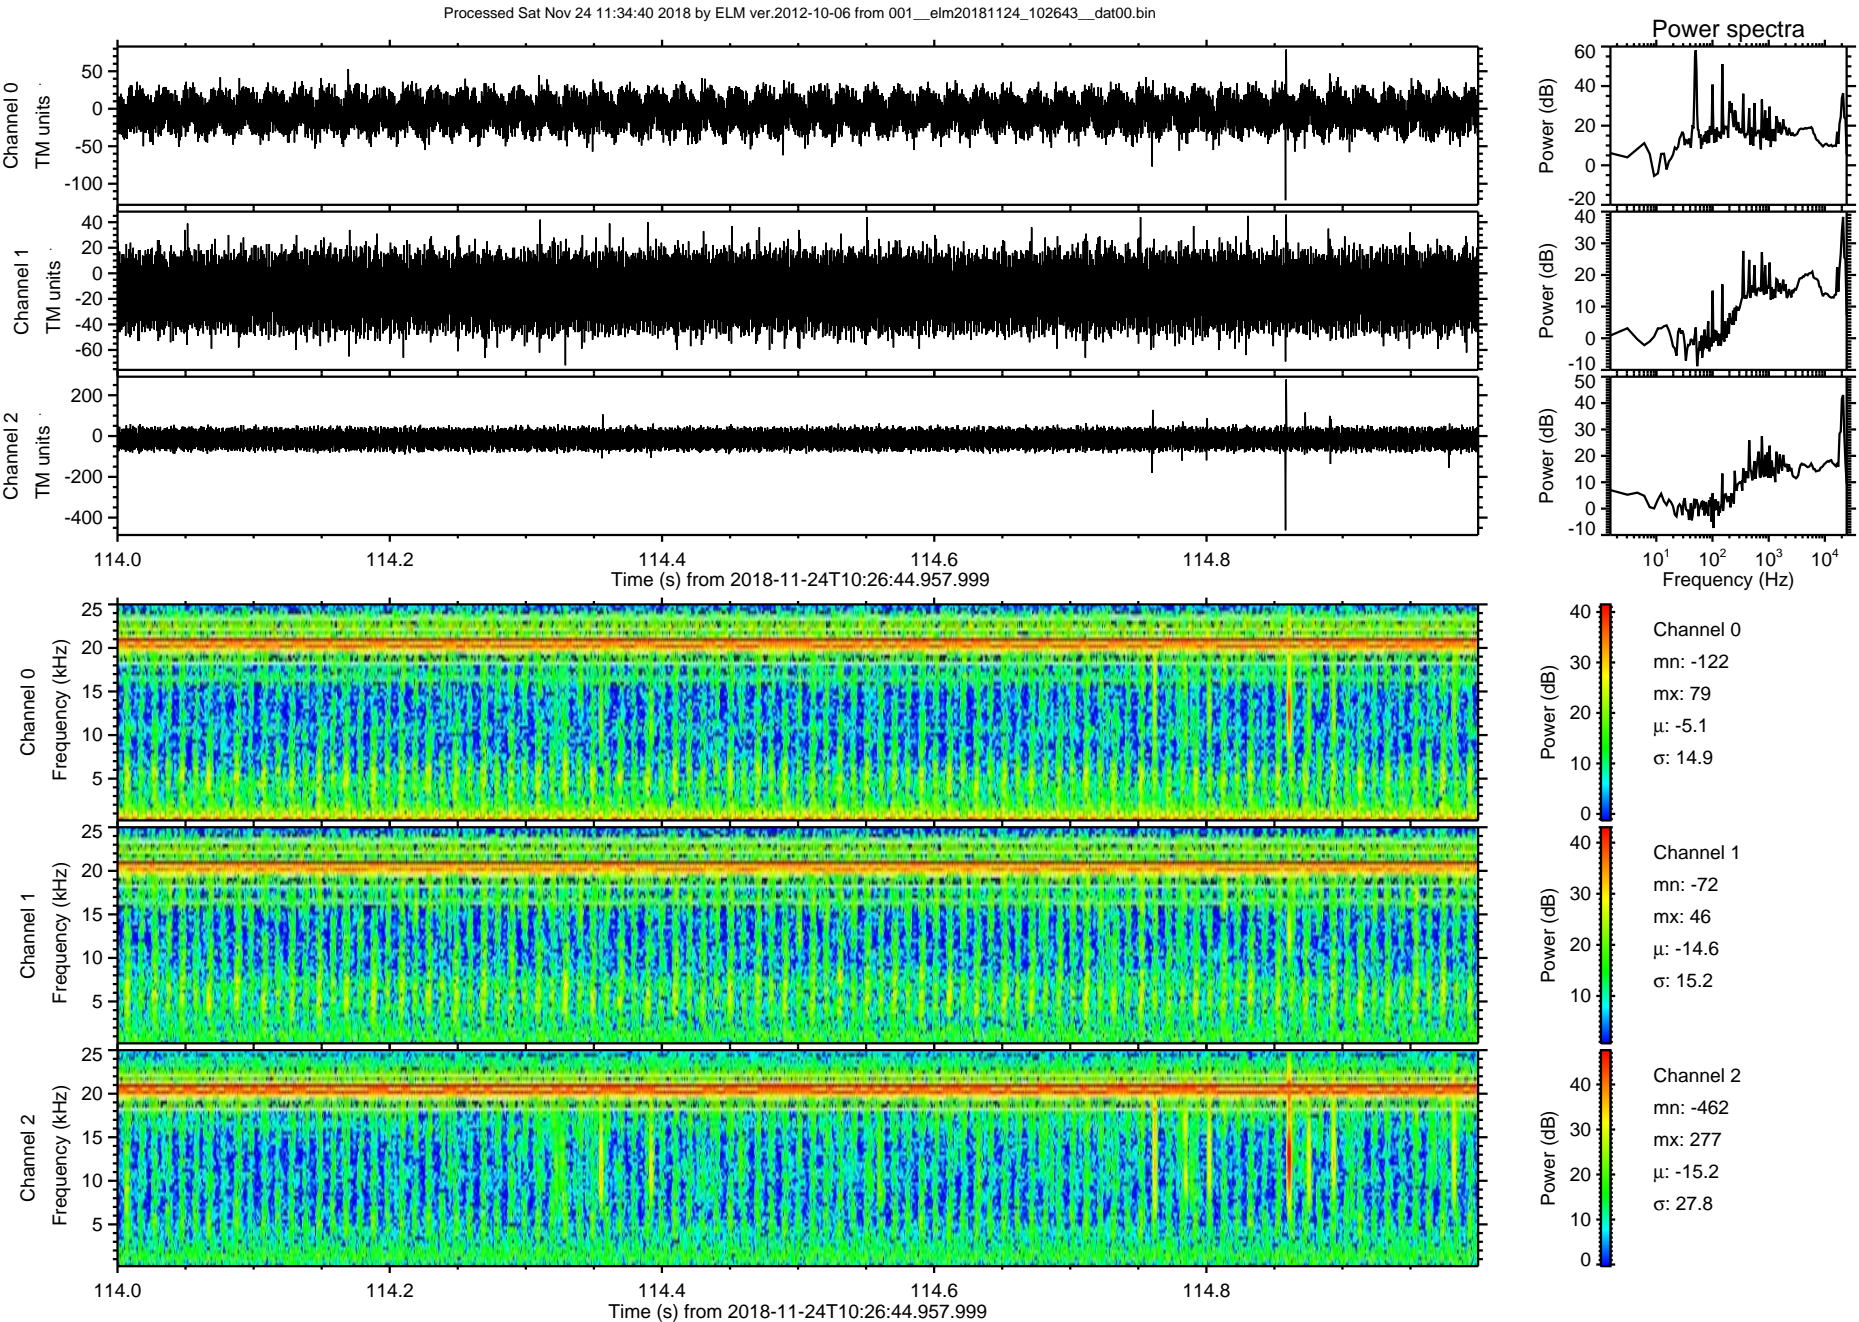 Processed Sat Nov 24 11:34:40 2018 by ELM ver.2012-10-06 from 001__elm20181124_102643__dat00.bin
Power spectra
Channel 0
TM units
50
0
-50
-100
Power (dB)
60
40
20
0
-20
Channel 1
TM units
40
20
0
-20
-40
-60
Power (dB)
40
30
20
10
0
-10
Channel 2
TM units
200
0
-200
-400
Power (dB)
50
40
30
20
10
0
-10
114.0 114.2 114.4 114.6 114.8
Time (s) from 2018-11-24T10:26:44.957.999
10¹ 10² 10³ 10⁴
Frequency (Hz)
Channel 0
Frequency (kHz)
25
20
15
10
5
Power (dB)
40
30
20
10
0
Channel 0
mn: -122
mx: 79
μ: -5.1
σ: 14.9
Channel 1
Frequency (kHz)
25
20
15
10
5
Power (dB)
40
30
20
10
Channel 1
mn: -72
mx: 46
μ: -14.6
σ: 15.2
Channel 2
Frequency (kHz)
25
20
15
10
5
Power (dB)
40
30
20
10
0
Channel 2
mn: -462
mx: 277
μ: -15.2
σ: 27.8
114.0 114.2 114.4 114.6 114.8
Time (s) from 2018-11-24T10:26:44.957.999